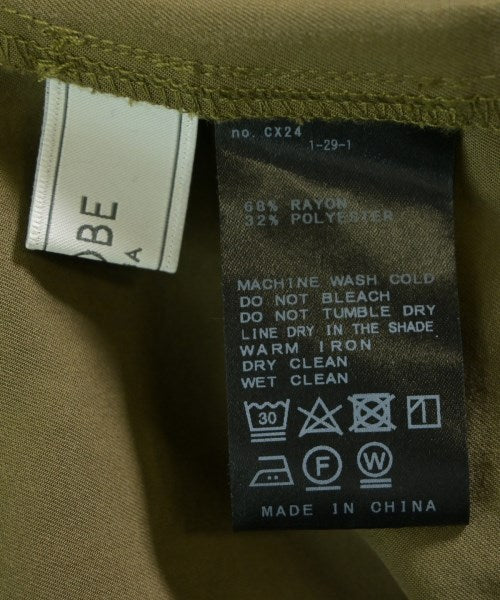 OBE
A
no. CX24
1-29-1
68% RAYON
32% POLYESTER
MACHINE WASH COLD
DO NOT BLEACH
DO NOT TUMBLE DRY
LINE DRY IN THE SHADE
WARM IRON
DRY CLEAN
WET CLEAN
30
F W
MADE IN CHINA